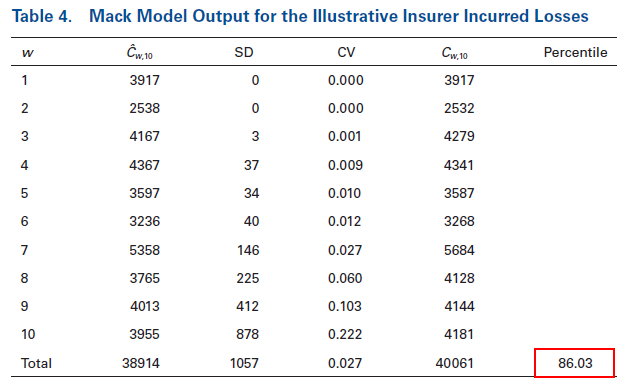 Table 4. Mack Model Output for the Illustrative Insurer Incurred Losses
w Ĉw,10 SD CV Cw,10 Percentile
1 3917 0 0.000 3917
2 2538 0 0.000 2532
3 4167 3 0.001 4279
4 4367 37 0.009 4341
5 3597 34 0.010 3587
6 3236 40 0.012 3268
7 5358 146 0.027 5684
8 3765 225 0.060 4128
9 4013 412 0.103 4144
10 3955 878 0.222 4181
Total 38914 1057 0.027 40061 86.03